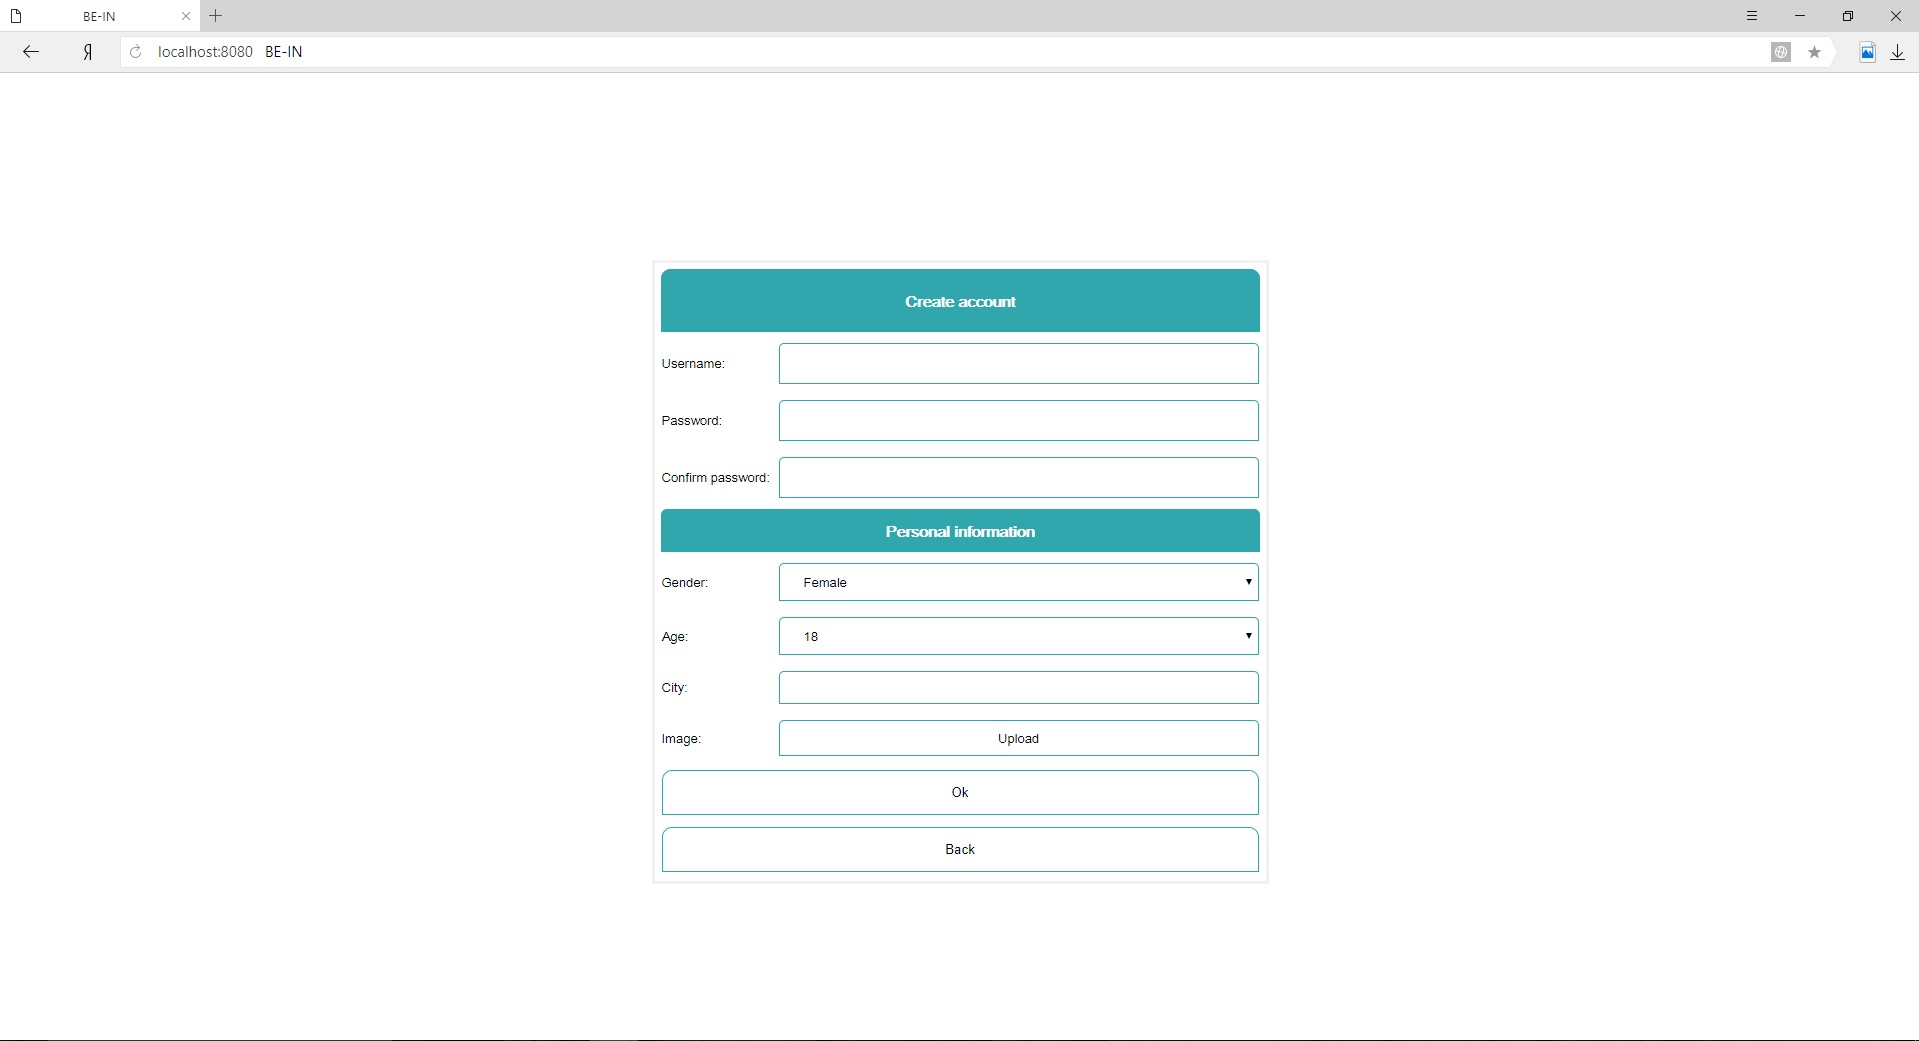 BE-IN
Я localhost:8080 BE-IN
Create account
Username:
Password:
Confirm password:
Personal information
Gender: Female
Age: 18
City:
Image: Upload
Ok
Back